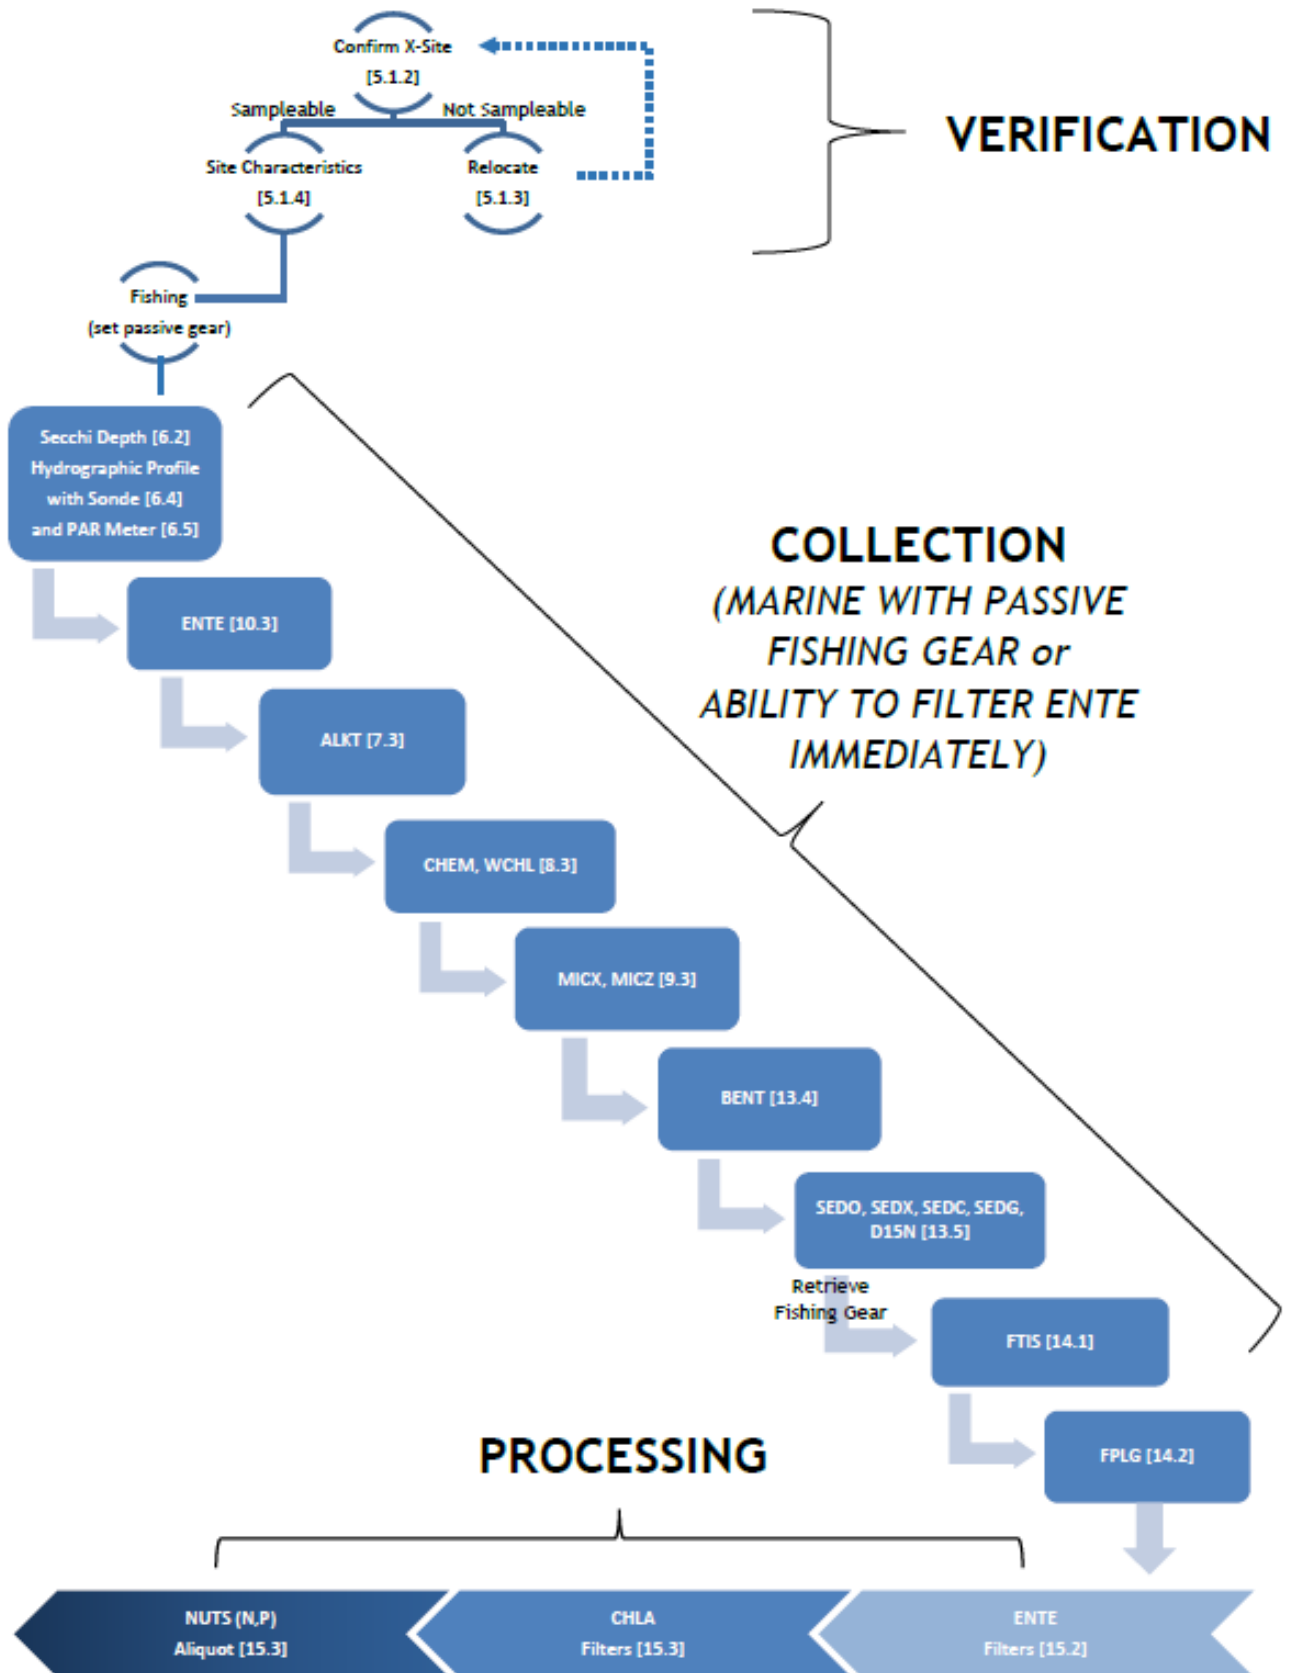 Confirm X-Site
[5.1.2]
Sampleable
Not Sampleable
Site Characteristics
[5.1.4]
Relocate
[5.1.3]
VERIFICATION
Fishing
(set passive gear)
Secchi Depth [6.2]
Hydrographic Profile
with Sonde [6.4]
and PAR Meter [6.5]
COLLECTION
(MARINE WITH PASSIVE
FISHING GEAR or
ABILITY TO FILTER ENTE
IMMEDIATELY)
ENTE [10.3]
ALKT [7.3]
CHEM, WCHL [8.3]
MICX, MICZ [9.3]
BENT [13.4]
SEDO, SEDX, SEDC, SEDG,
D15N [13.5]
Retrieve
Fishing Gear
FTIS [14.1]
FPLG [14.2]
PROCESSING
NUTS (N,P)
Aliquot [15.3]
CHLA
Filters [15.3]
ENTE
Filters [15.2]